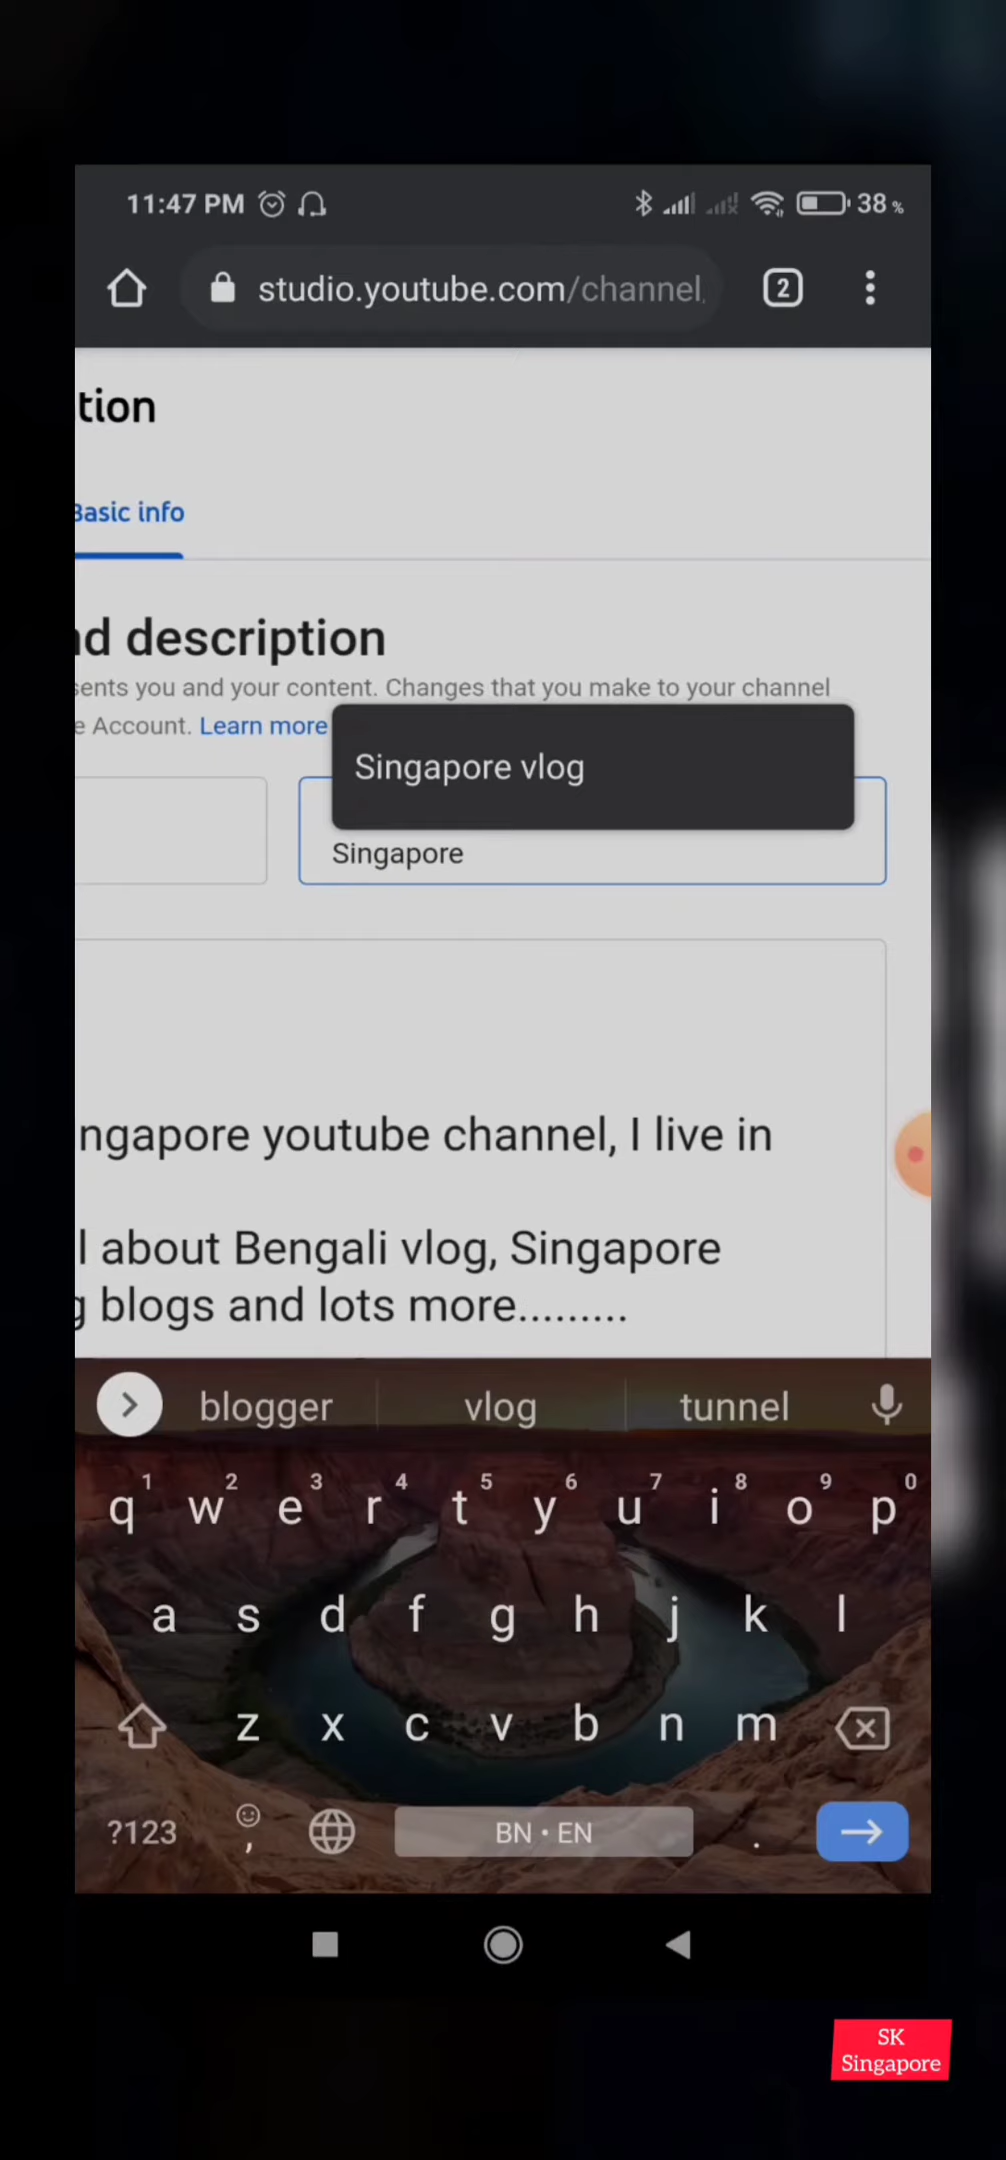 11:47 PM
38%
studio.youtube.com/channel
2
tion
Basic info
nd description
sents you and your content. Changes that you make to your channel
e Account. Learn more
Singapore vlog
Singapore
ngapore youtube channel, I live in
l about Bengali vlog, Singapore
g blogs and lots more.........
blogger vlog tunnel
1 2 3 4 5 6 7 8 9 0
q w e r t y u i o p
a s d f g h j k l
z x c v b n m
?123 , BN • EN .
SK
Singapore